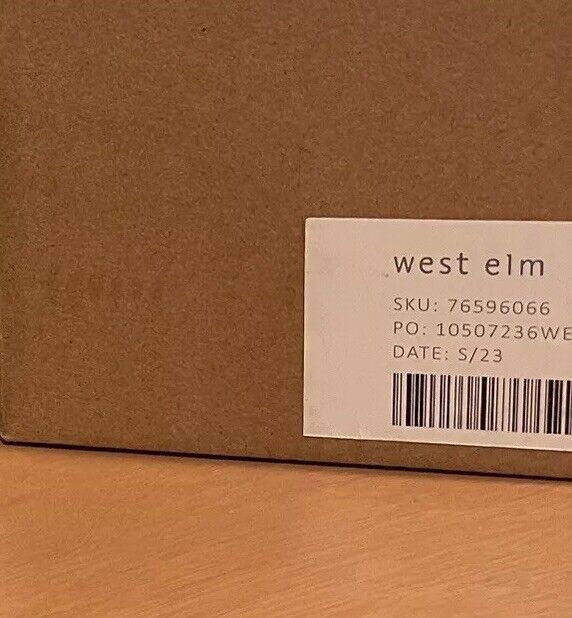 west elm
SKU: 76596066
PO: 10507236WE
DATE: S/23